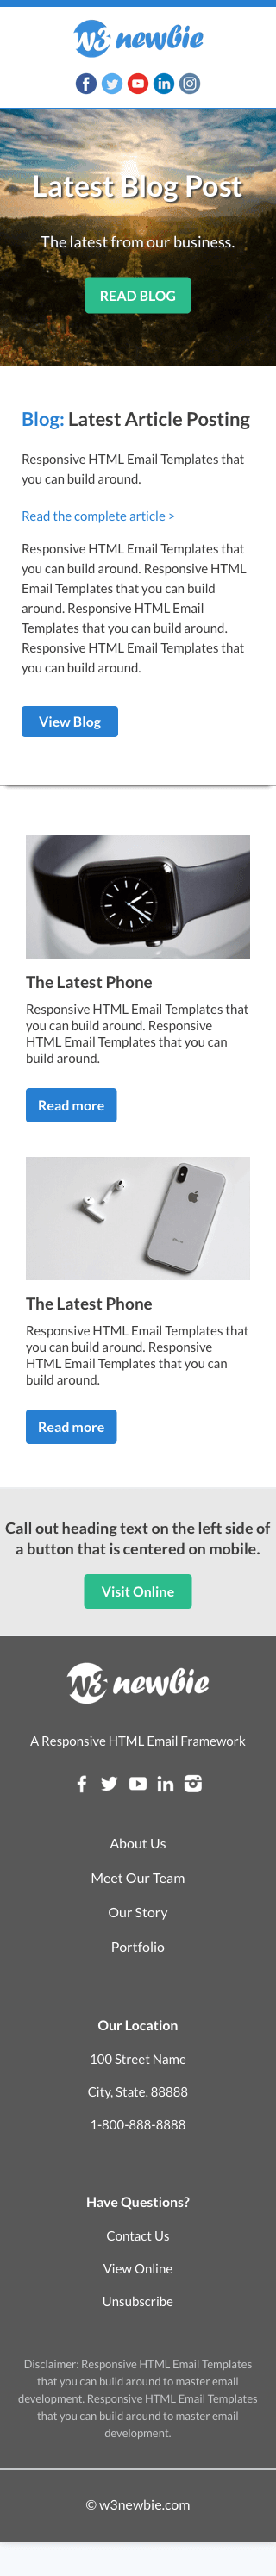 w3 newbie
Latest Blog Post
The latest from our business.
READ BLOG
Blog: Latest Article Posting
Responsive HTML Email Templates that
you can build around.
Read the complete article >
Responsive HTML Email Templates that
you can build around. Responsive HTML
Email Templates that you can build
around. Responsive HTML Email
Templates that you can build around.
Responsive HTML Email Templates that
you can build around.
View Blog
The Latest Phone
Responsive HTML Email Templates that
you can build around. Responsive
HTML Email Templates that you can
build around.
Read more
iPhone
The Latest Phone
Responsive HTML Email Templates that
you can build around. Responsive
HTML Email Templates that you can
build around.
Read more
Call out heading text on the left side of
a button that is centered on mobile.
Visit Online
w3 newbie
A Responsive HTML Email Framework
About Us
Meet Our Team
Our Story
Portfolio
Our Location
100 Street Name
City, State, 88888
1-800-888-8888
Have Questions?
Contact Us
View Online
Unsubscribe
Disclaimer: Responsive HTML Email Templates
that you can build around to master email
development. Responsive HTML Email Templates
that you can build around to master email
development.
© w3newbie.com